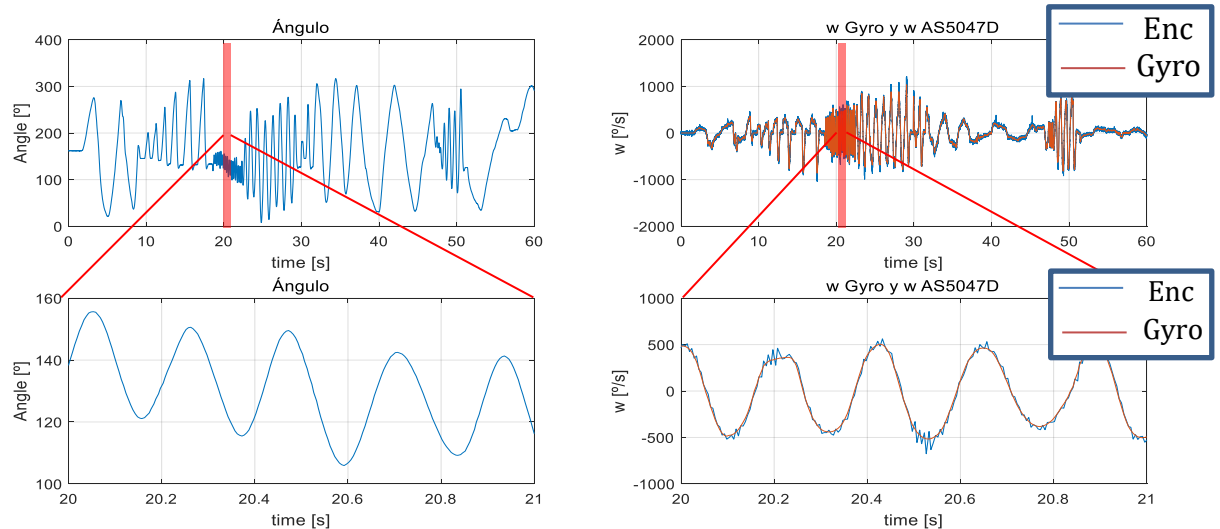 Ángulo
400
300
200
100
0
Angle [º]
0 10 20 30 40 50 60
time [s]
w Gyro y w AS5047D
2000
1000
0
-1000
-2000
w [º/s]
0 10 20 30 40 50 60
time [s]
Enc
Gyro
Ángulo
160
140
120
100
Angle [º]
20 20.2 20.4 20.6 20.8 21
time [s]
w Gyro y w AS5047D
1000
500
0
-500
-1000
w [º/s]
20 20.2 20.4 20.6 20.8 21
time [s]
Enc
Gyro